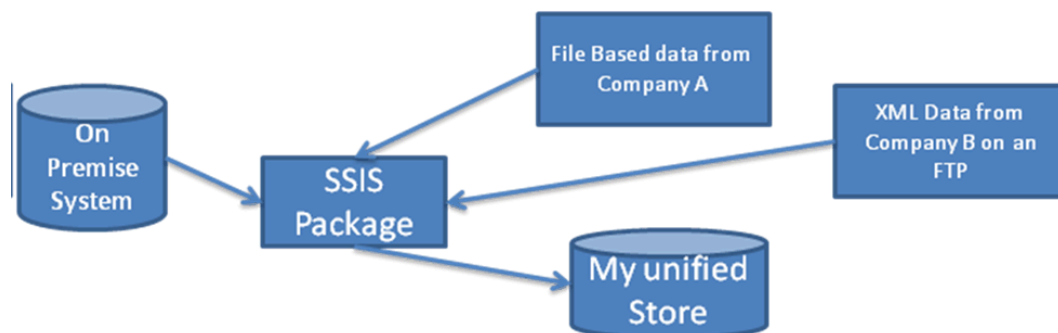 File Based data from
Company A
On
Premise
System
XML Data from
Company B on an
FTP
SSIS
Package
My unified
Store